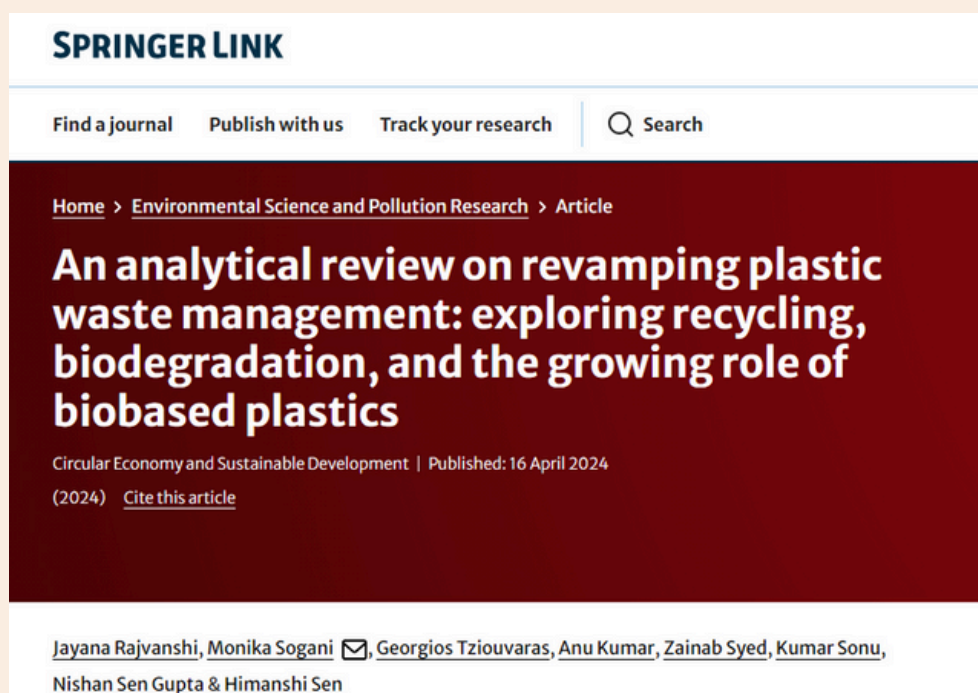 SPRINGER LINK
Find a journal Publish with us Track your research Search
Home > Environmental Science and Pollution Research > Article
An analytical review on revamping plastic
waste management: exploring recycling,
biodegradation, and the growing role of
biobased plastics
Circular Economy and Sustainable Development | Published: 16 April 2024
(2024) Cite this article
Jayana Rajvanshi, Monika Sogani, Georgios Tziouvaras, Anu Kumar, Zainab Syed, Kumar Sonu,
Nishan Sen Gupta & Himanshi Sen